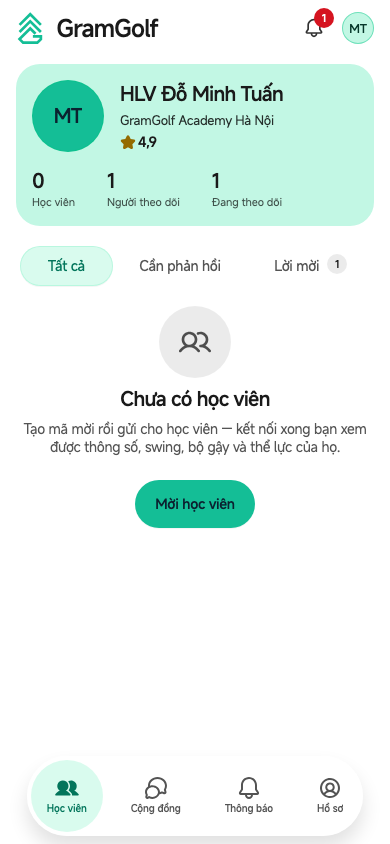 GramGolf
1
MT
MT
HLV Đỗ Minh Tuấn
GramGolf Academy Hà Nội
4,9
0
Học viên
1
Người theo dõi
1
Đang theo dõi
Tất cả
Cần phản hồi
Lời mời
1
Chưa có học viên
Tạo mã mời rồi gửi cho học viên — kết nối xong bạn xem
được thông số, swing, bộ gậy và thể lực của họ.
Mời học viên
Học viên
Cộng đồng
Thông báo
Hồ sơ